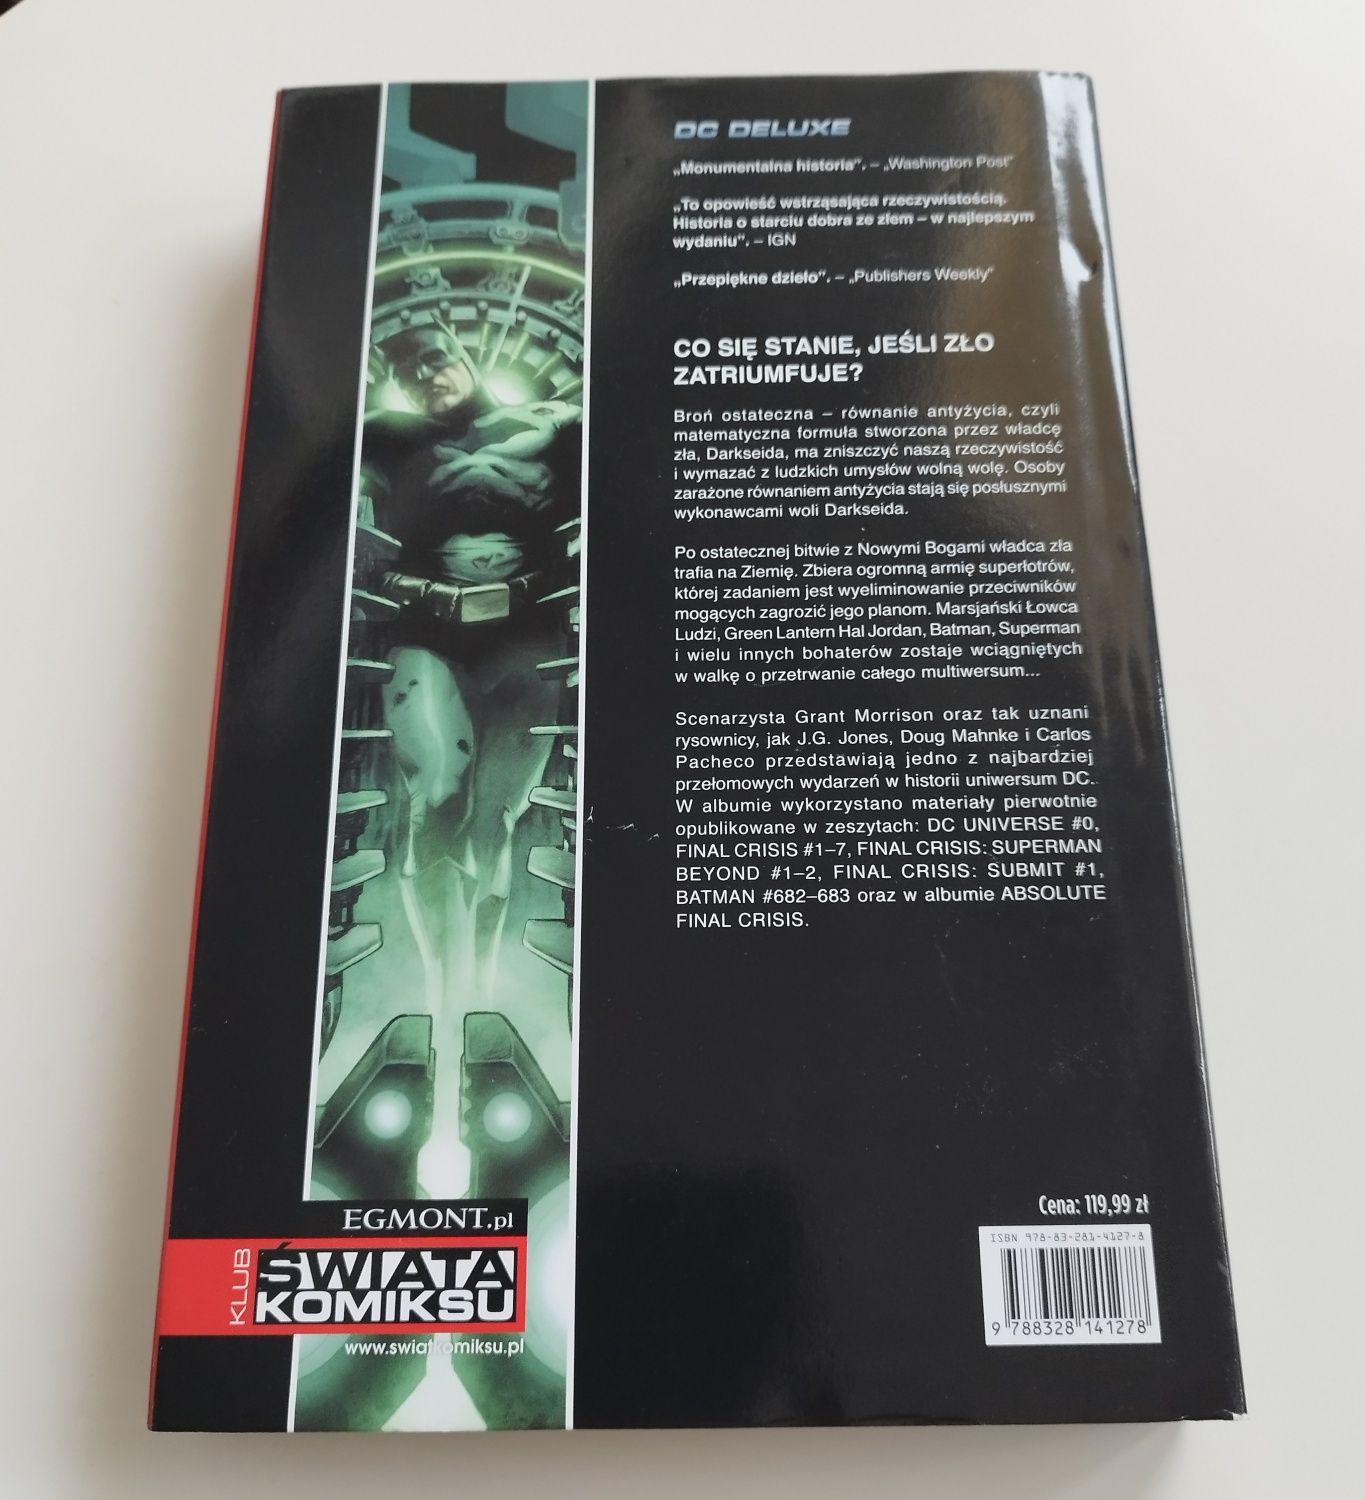 DC DELUXE
„Monumentalna historia”. – „Washington Post”
„To opowieść wstrząsająca rzeczywistością.
Historia o starciu dobra ze złem – w najlepszym
wydaniu”. – IGN
„Przepiękne dzieło”. – „Publishers Weekly”
CO SIĘ STANIE, JEŚLI ZŁO
ZATRIUMFUJE?
Broń ostateczna – równanie antyżycia, czyli
matematyczna formuła stworzona przez władcę
zła, Darkseida, ma zniszczyć naszą rzeczywistość
i wymazać z ludzkich umysłów wolną wolę. Osoby
zarażone równaniem antyżycia stają się posłusznymi
wykonawcami woli Darkseida.
Po ostatecznej bitwie z Nowymi Bogami władca zła
trafia na Ziemię. Zbiera ogromną armię superłotrów,
której zadaniem jest wyeliminowanie przeciwników
mogących zagrozić jego planom. Marsjański Łowca
Ludzi, Green Lantern Hal Jordan, Batman, Superman
i wielu innych bohaterów zostaje wciągniętych
w walkę o przetrwanie całego multiwersum...
Scenarzysta Grant Morrison oraz tak uznani
rysownicy, jak J.G. Jones, Doug Mahnke i Carlos
Pacheco przedstawiają jedno z najbardziej
przełomowych wydarzeń w historii uniwersum DC.
W albumie wykorzystano materiały pierwotnie
opublikowane w zeszytach: DC UNIVERSE #0,
FINAL CRISIS #1–7, FINAL CRISIS: SUPERMAN
BEYOND #1–2, FINAL CRISIS: SUBMIT #1,
BATMAN #682–683 oraz w albumie ABSOLUTE
FINAL CRISIS.
EGMONT.pl
KLUB
ŚWIATA
KOMIKSU
www.swiatkomiksu.pl
Cena: 119,99 zł
ISBN 978-83-281-4127-8
9 788328 141278